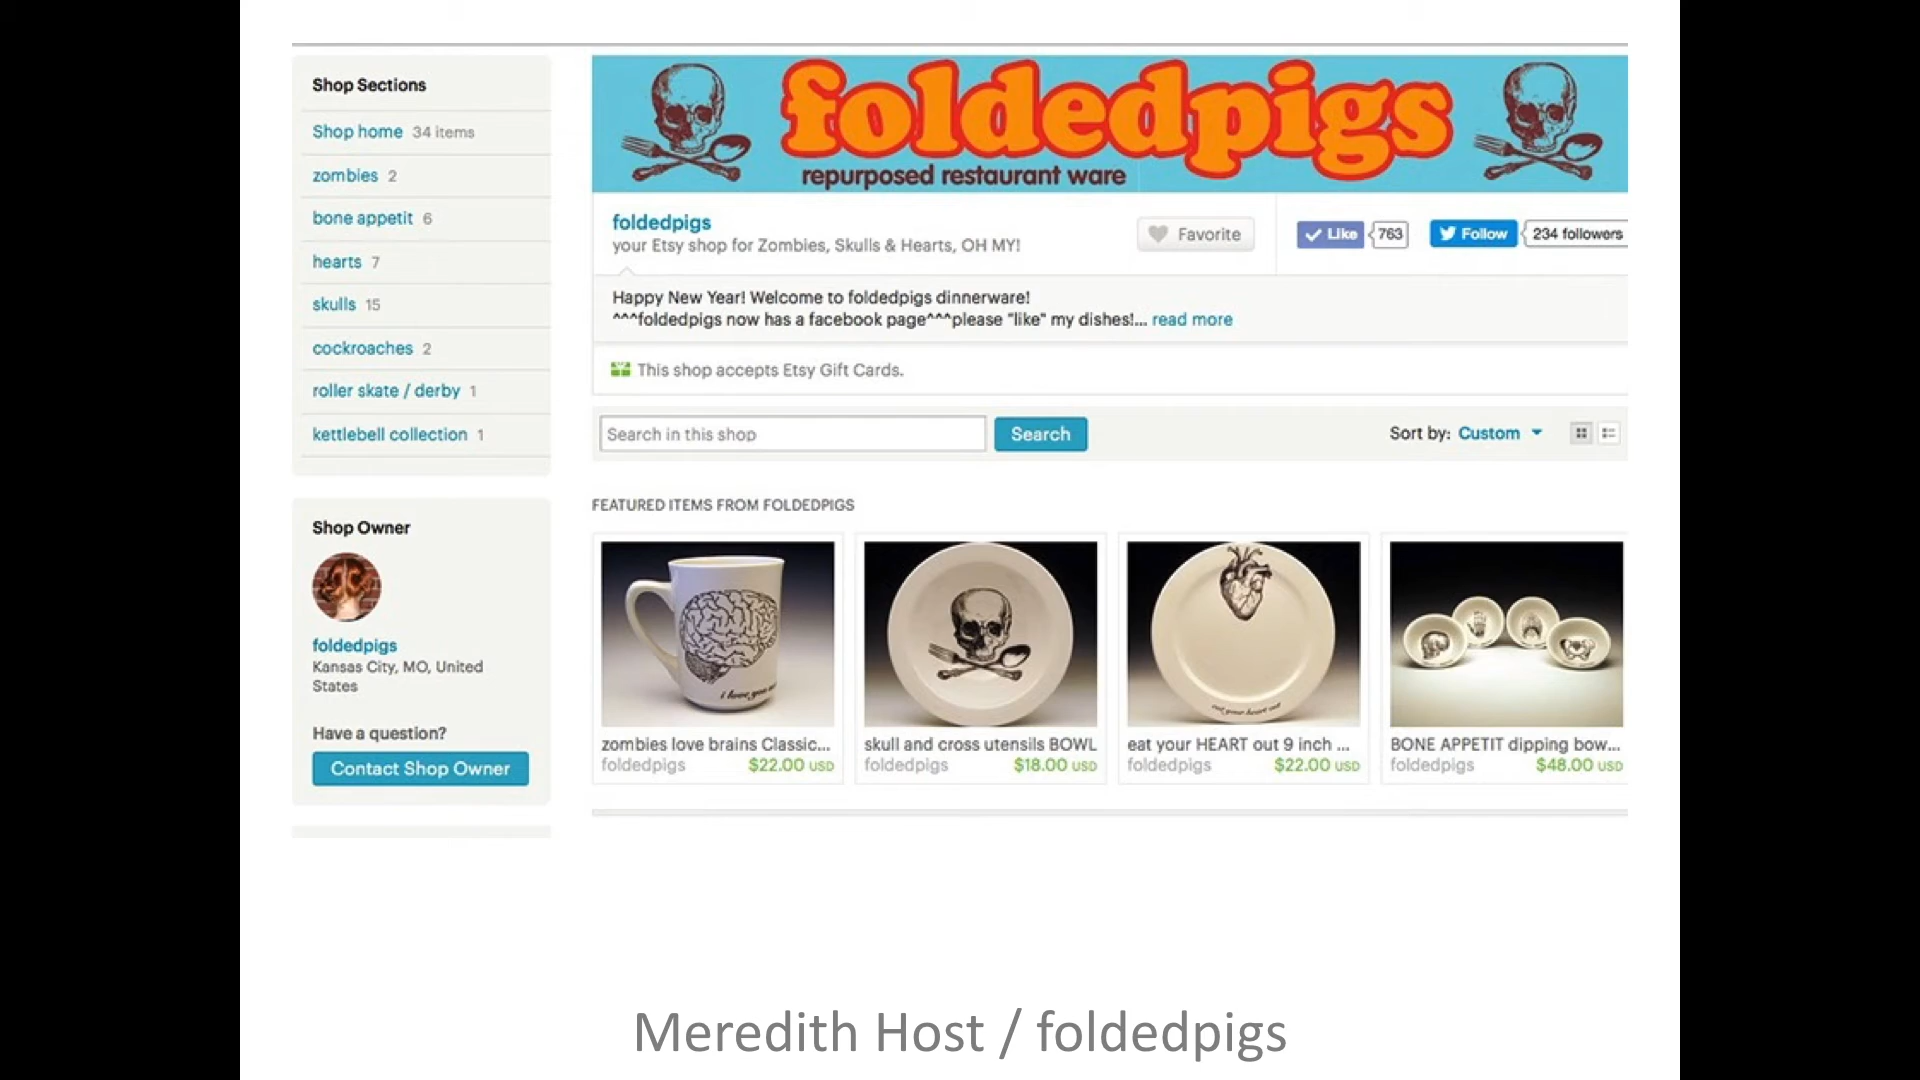 Shop Sections
Shop home 34 items
zombies 2
bone appetit 6
hearts 7
skulls 15
cockroaches 2
roller skate / derby 1
kettlebell collection 1
Shop Owner
foldedpigs
Kansas City, MO, United
States
Have a question?
Contact Shop Owner
foldedpigs
repurposed restaurant ware
foldedpigs
your Etsy shop for Zombies, Skulls & Hearts, OH MY!
Favorite
Like 763
Follow 234 followers
Happy New Year! Welcome to foldedpigs dinnerware!
^^^foldedpigs now has a facebook page^^^please "like" my dishes!... read more
This shop accepts Etsy Gift Cards.
Search in this shop
Search
Sort by: Custom
FEATURED ITEMS FROM FOLDEDPIGS
i love you
eat your heart out
zombies love brains Classic...
foldedpigs $22.00 USD
skull and cross utensils BOWL
foldedpigs $18.00 USD
eat your HEART out 9 inch ...
foldedpigs $22.00 USD
BONE APPETIT dipping bow...
foldedpigs $48.00 USD
Meredith Host / foldedpigs